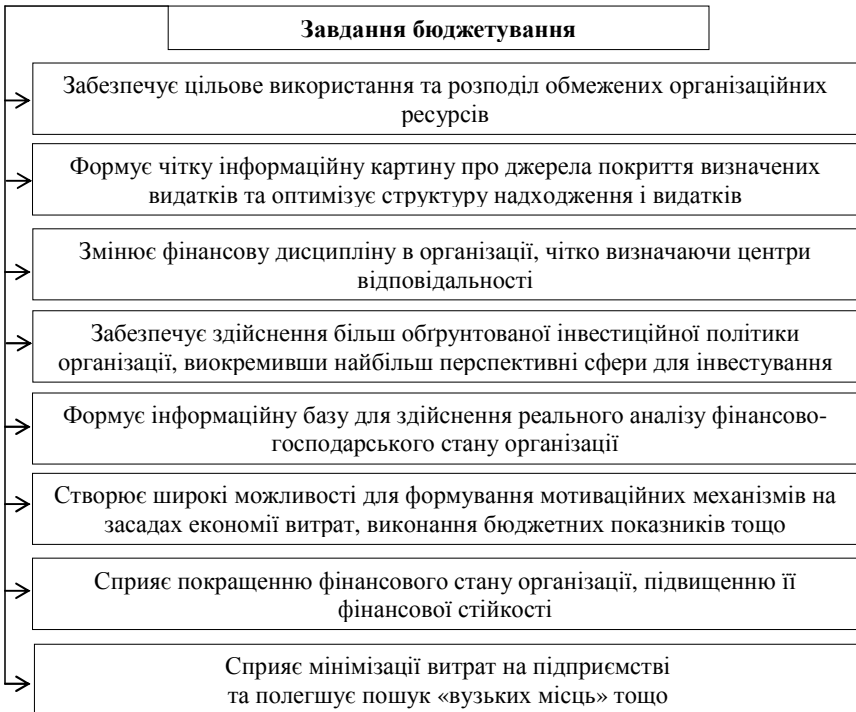 Завдання бюджетування
Забезпечує цільове використання та розподіл обмежених організаційних
ресурсів
Формує чітку інформаційну картину про джерела покриття визначених
видатків та оптимізує структуру надходження і видатків
Змінює фінансову дисципліну в організації, чітко визначаючи центри
відповідальності
Забезпечує здійснення більш обґрунтованої інвестиційної політики
організації, виокремивши найбільш перспективні сфери для інвестування
Формує інформаційну базу для здійснення реального аналізу фінансово-
господарського стану організації
Створює широкі можливості для формування мотиваційних механізмів на
засадах економії витрат, виконання бюджетних показників тощо
Сприяє покращенню фінансового стану організації, підвищенню її
фінансової стійкості
Сприяє мінімізації витрат на підприємстві
та полегшує пошук «вузьких місць» тощо